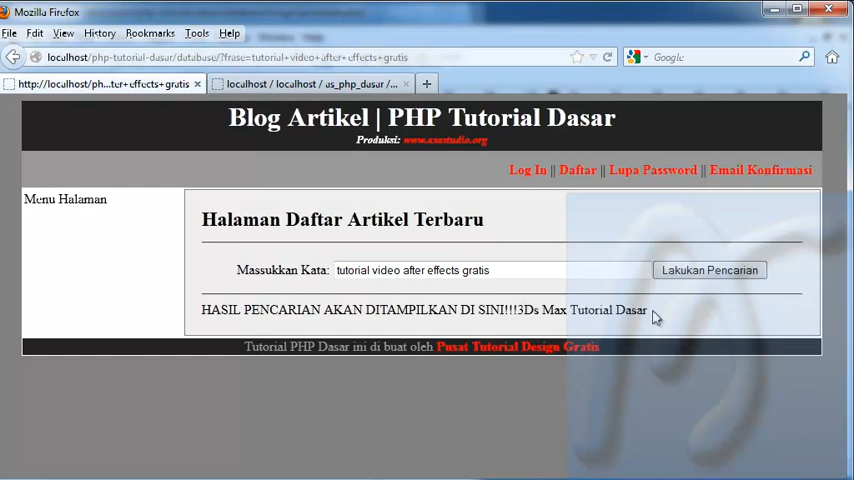 Mozilla Firefox
File Edit View History Bookmarks Tools Help
localhost/php-tutorial-dasar/database/?frase=tutorial+video+after+effects+gratis
Google
http://localhost/ph...ter+effects+gratis
localhost / localhost / as_php_dasar /...
Blog Artikel | PHP Tutorial Dasar
Produksi: www.asastudio.org
Log In || Daftar || Lupa Password || Email Konfirmasi
Menu Halaman
Halaman Daftar Artikel Terbaru
Massukkan Kata: tutorial video after effects gratis Lakukan Pencarian
HASIL PENCARIAN AKAN DITAMPILKAN DI SINI!!!3Ds Max Tutorial Dasar
Tutorial PHP Dasar ini di buat oleh Pusat Tutorial Design Gratis